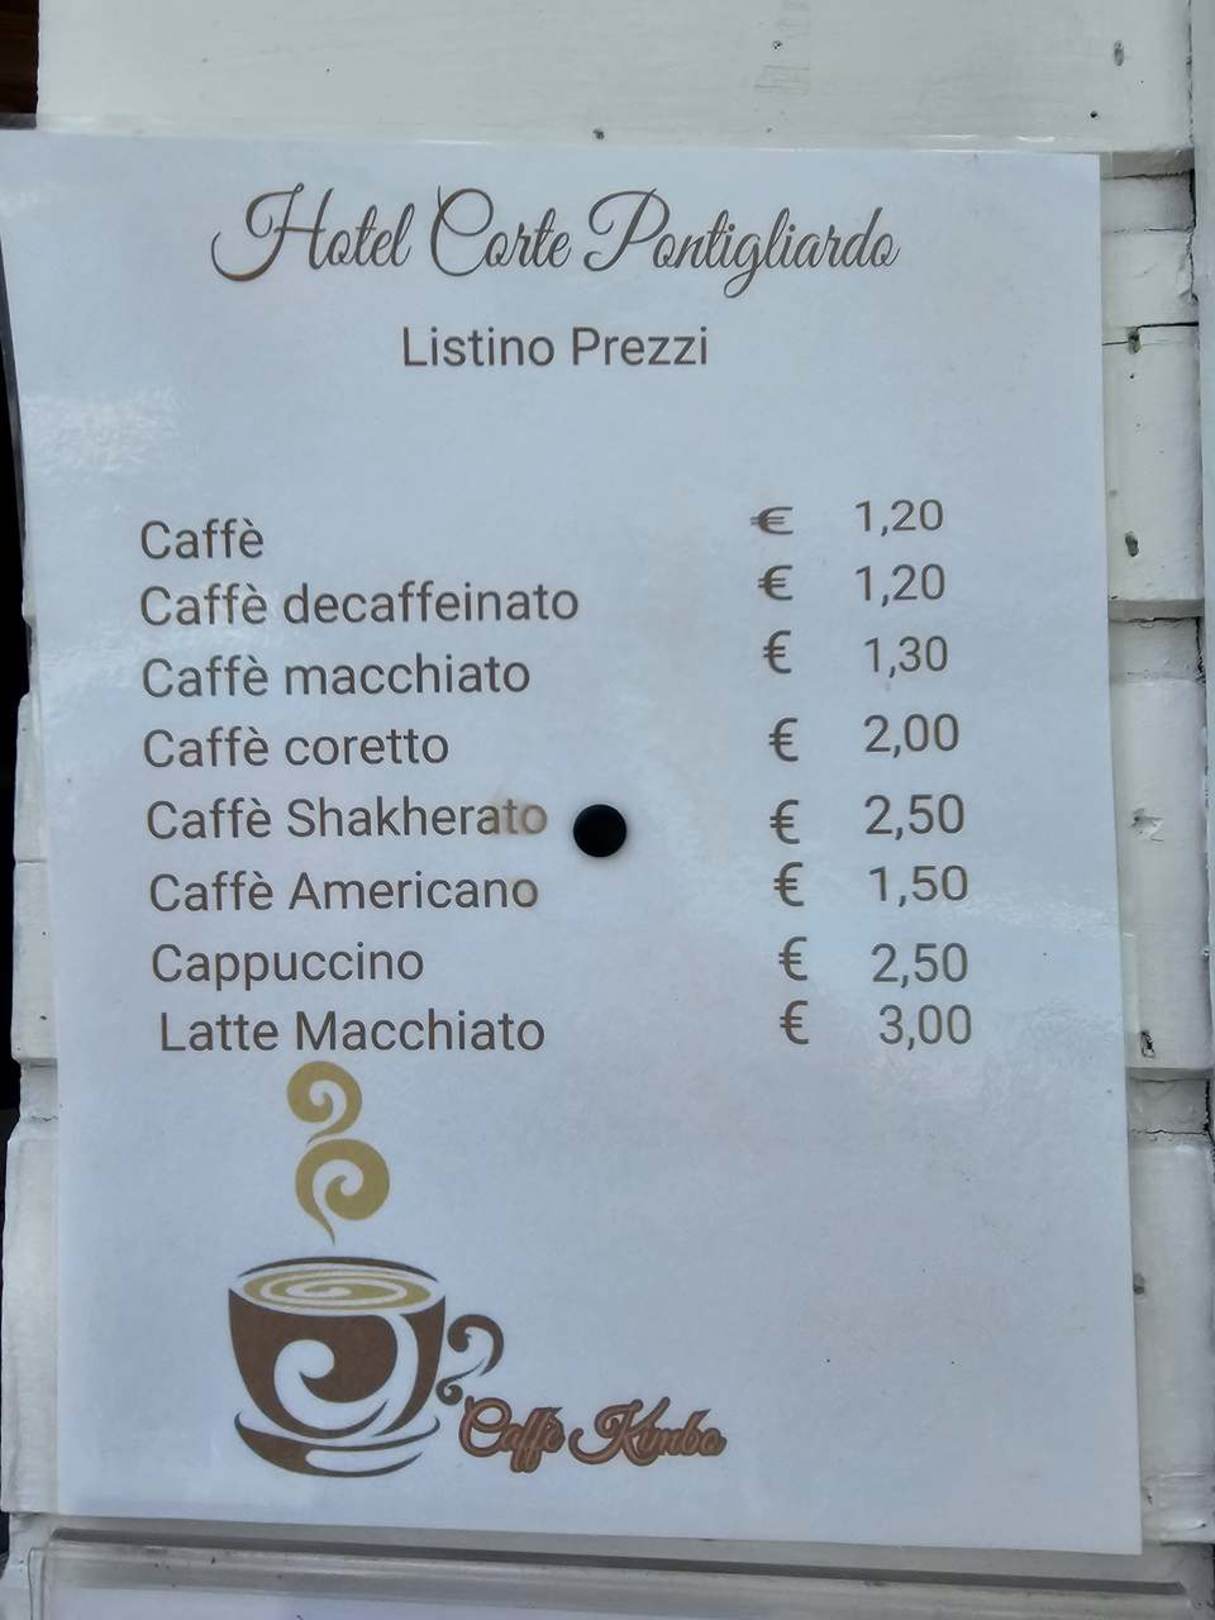 Hotel Corte Pontigliardo
Listino Prezzi
Caffè € 1,20
Caffè decaffeinato € 1,20
Caffè macchiato € 1,30
Caffè coretto € 2,00
Caffè Shakherato € 2,50
Caffè Americano € 1,50
Cappuccino € 2,50
Latte Macchiato € 3,00
Caffè Kimbo